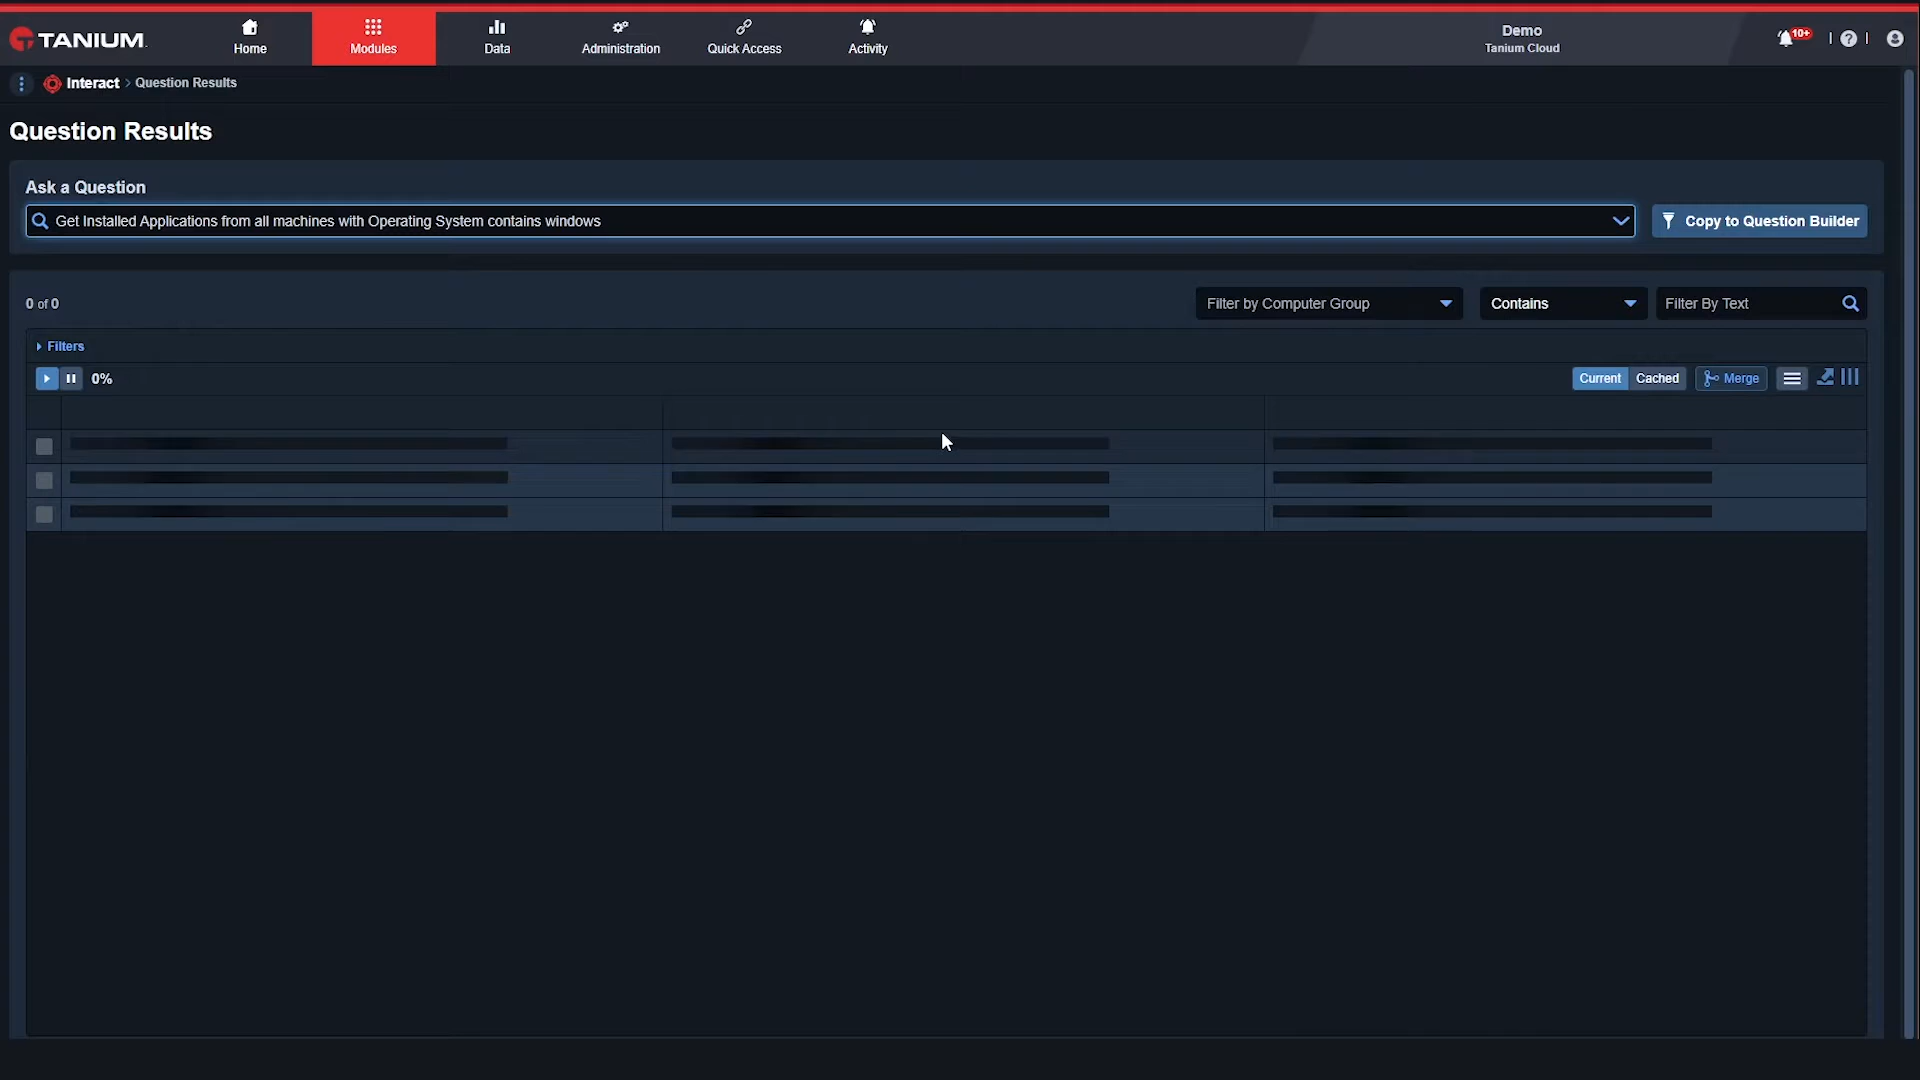 TANIUM
Home
Modules
Data
Administration
Quick Access
Activity
Demo
Tanium Cloud
10+
Interact > Question Results
Question Results
Ask a Question
Get Installed Applications from all machines with Operating System contains windows
Copy to Question Builder
0 of 0
Filter by Computer Group
Contains
Filter By Text
Filters
0%
Current
Cached
Merge